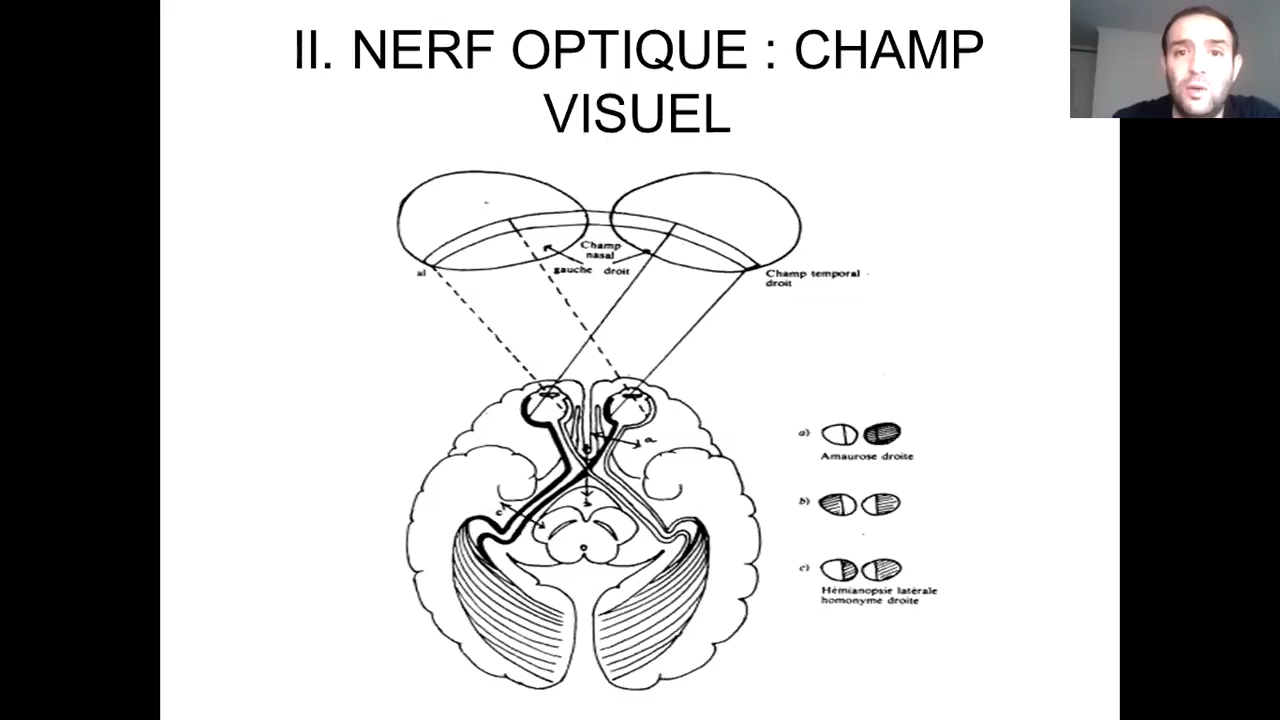 II. NERF OPTIQUE : CHAMP
VISUEL
Champ
nasal
gauche droit
al
Champ temporal
droit
a
c
a)
Amaurose droite
b)
c)
Hémianopsie latérale
homonyme droite